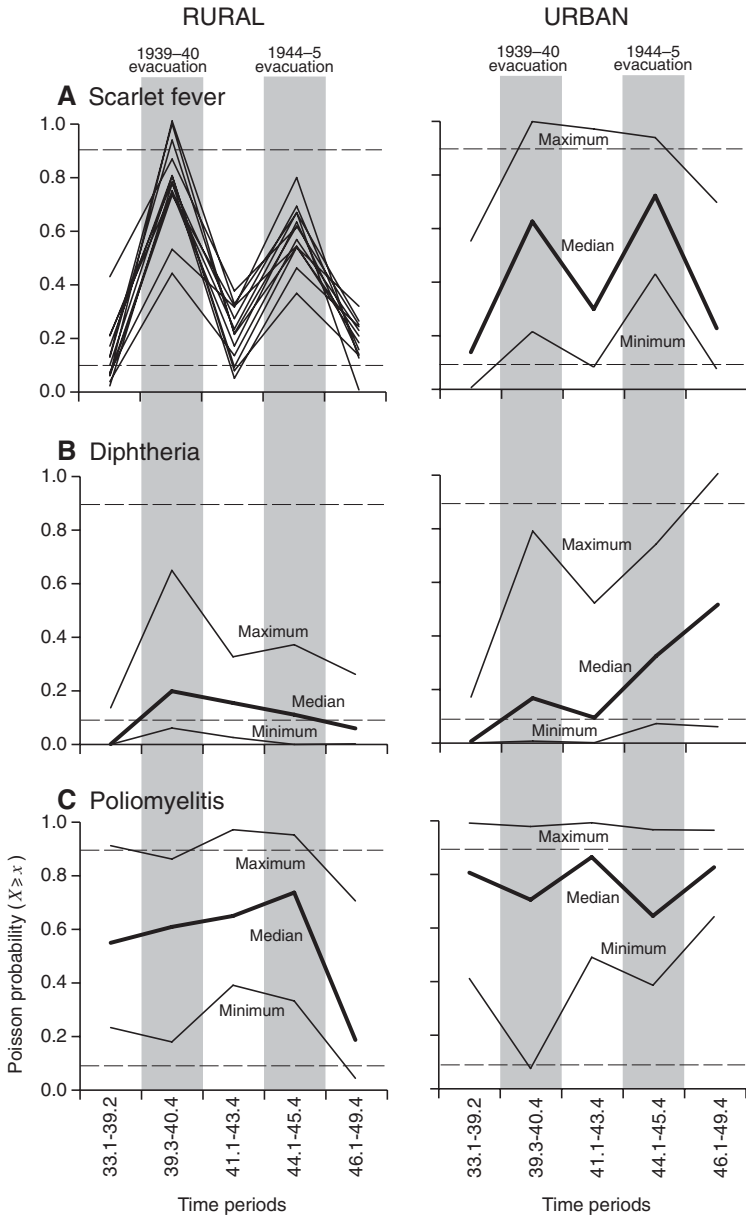 RURAL
URBAN
1939–40
evacuation
1944–5
evacuation
1939–40
evacuation
1944–5
evacuation
A Scarlet fever
1.0
0.8
0.6
0.4
0.2
0.0
Maximum
Median
Minimum
B Diphtheria
1.0
0.8
0.6
0.4
0.2
0.0
Maximum
Median
Minimum
Maximum
Median
Minimum
C Poliomyelitis
Poisson probability (X ≥ x)
1.0
0.8
0.6
0.4
0.2
0.0
Maximum
Median
Minimum
Maximum
Median
Minimum
33.1-39.2
39.3-40.4
41.1-43.4
44.1-45.4
46.1-49.4
33.1-39.2
39.3-40.4
41.1-43.4
44.1-45.4
46.1-49.4
Time periods
Time periods